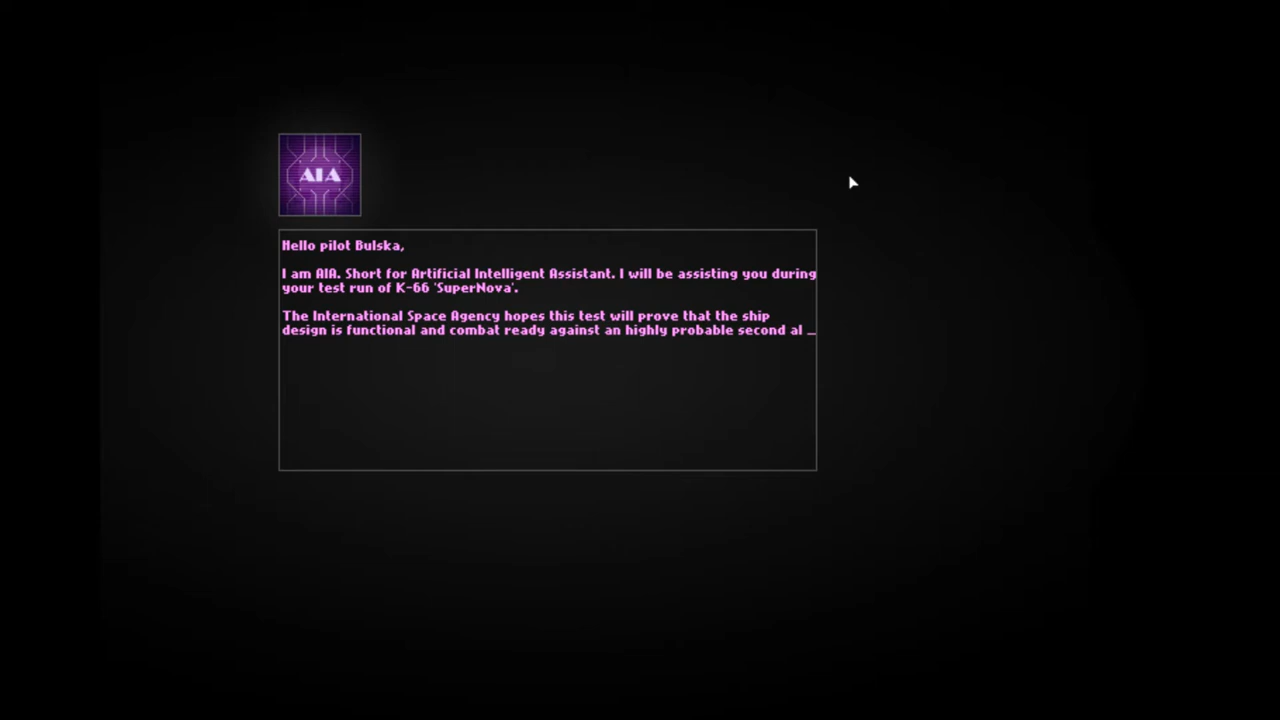 AIA
Hello pilot Bulska,
I am AIA. Short for Artificial Intelligent Assistant. I will be assisting you during
your test run of K-66 'SuperNova'.
The International Space Agency hopes this test will prove that the ship
design is functional and combat ready against an highly probable second al _